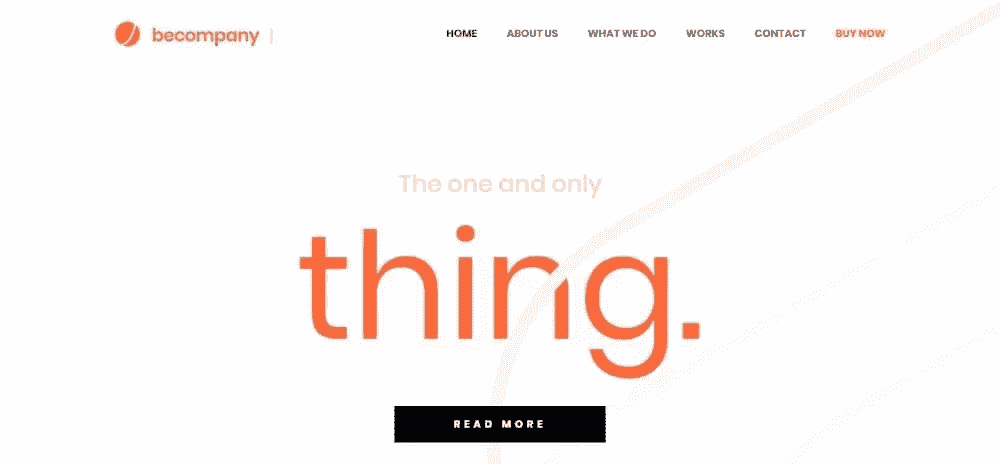 becompany
HOME ABOUT US WHAT WE DO WORKS CONTACT BUY NOW
The one and only
thing.
READ MORE